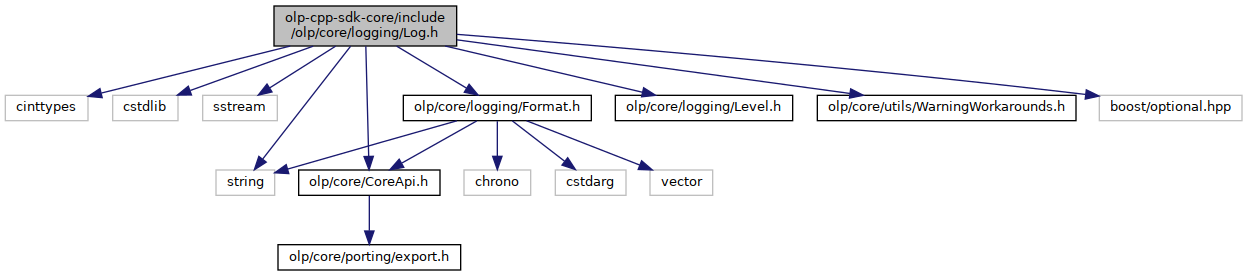 olp-cpp-sdk-core/include
/olp/core/logging/Log.h
cinttypes
cstdlib
sstream
olp/core/logging/Format.h
olp/core/logging/Level.h
olp/core/utils/WarningWorkarounds.h
boost/optional.hpp
string
olp/core/CoreApi.h
chrono
cstdarg
vector
olp/core/porting/export.h